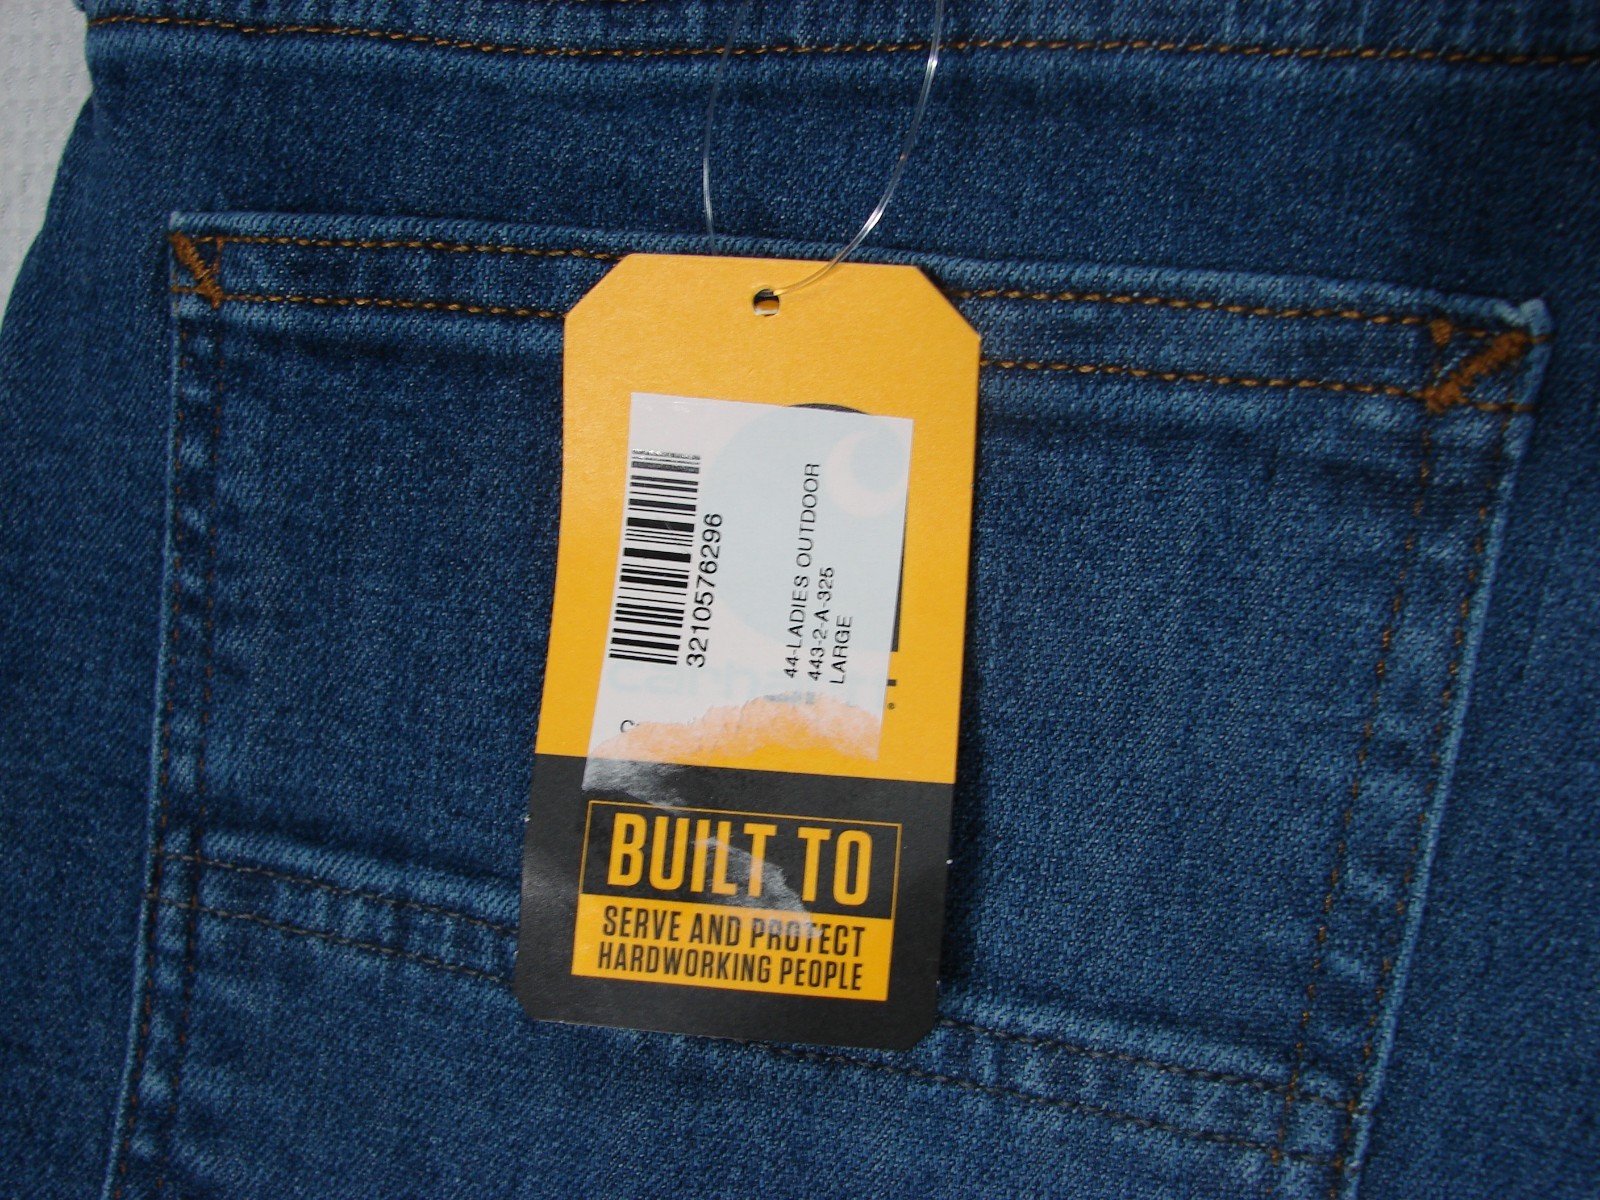 3210576296
44-LADIES OUTDOOR
443-2-A-325
LARGE
BUILT TO
SERVE AND PROTECT
HARDWORKING PEOPLE